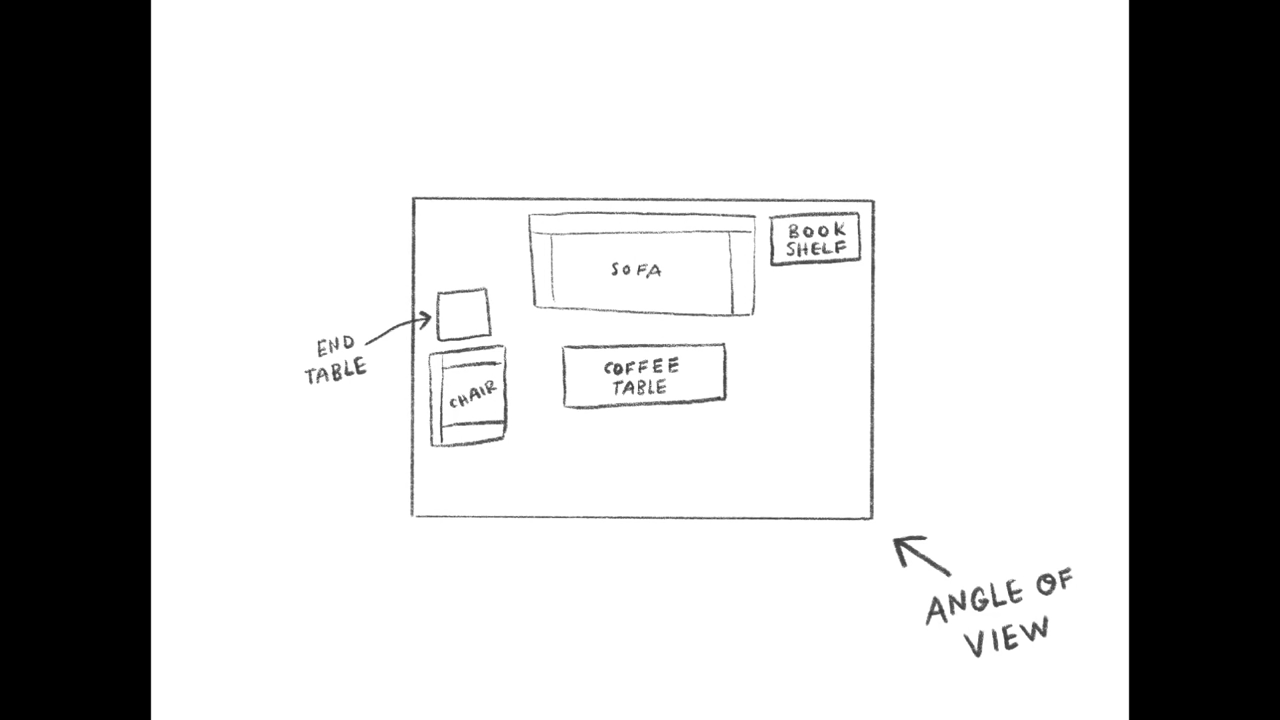 BOOK
SHELF
SOFA
END
TABLE
COFFEE
TABLE
CHAIR
ANGLE OF
VIEW